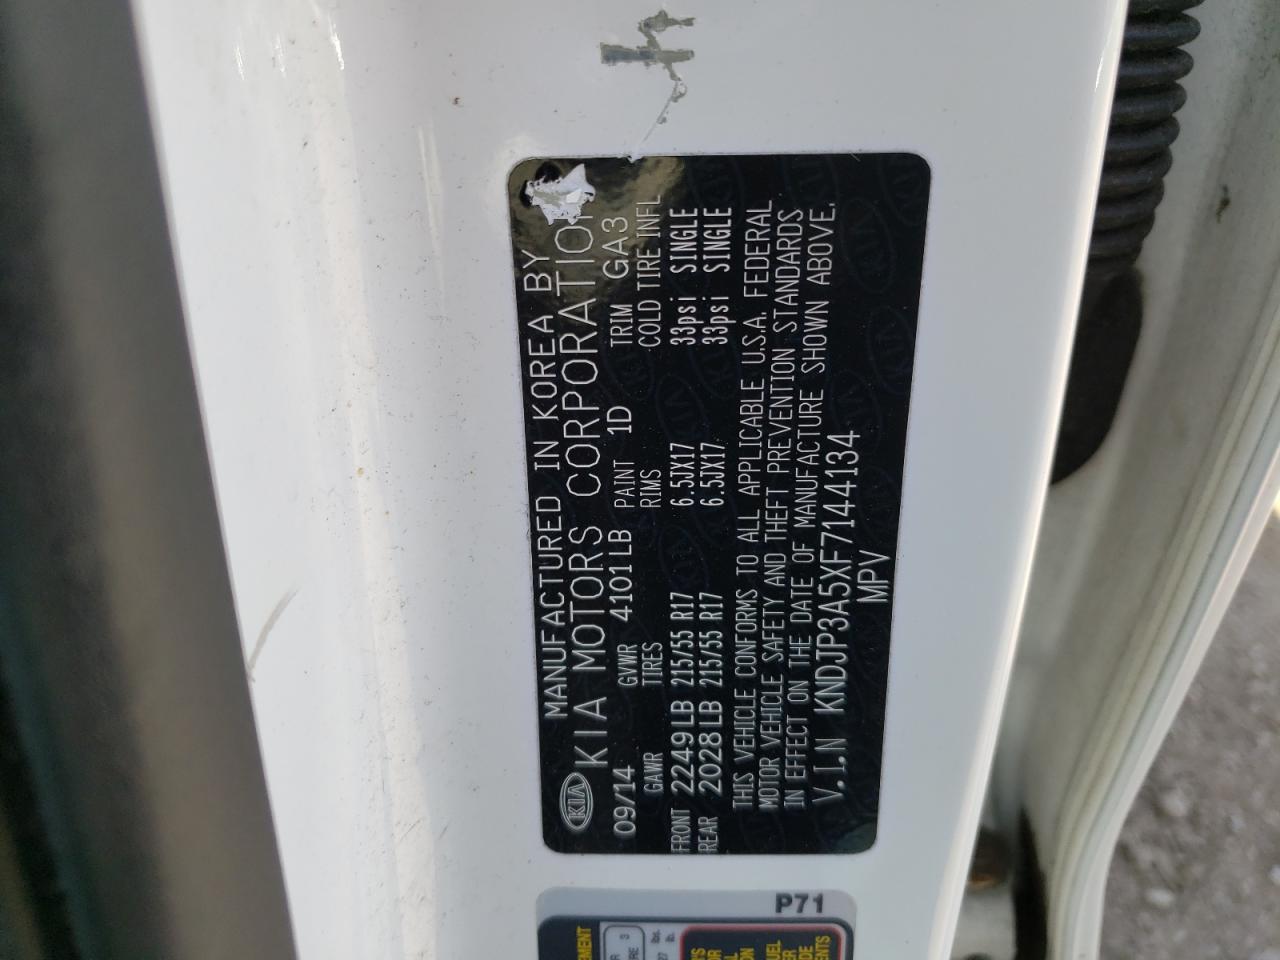 MANUFACTURED IN KOREA BY
KIA KIA MOTORS CORPORATION
09/14 GVWR 4101LB PAINT 1D TRIM GA3
GAWR TIRES RIMS COLD TIRE INFL
FRONT 2249LB 215/55 R17 6.5JX17 33psi SINGLE
REAR 2028LB 215/55 R17 6.5JX17 33psi SINGLE
THIS VEHICLE CONFORMS TO ALL APPLICABLE U.S.A. FEDERAL
MOTOR VEHICLE SAFETY AND THEFT PREVENTION STANDARDS
IN EFFECT ON THE DATE OF MANUFACTURE SHOWN ABOVE.
V.I.N KNDJP3A5XF7144134
MPV
P71